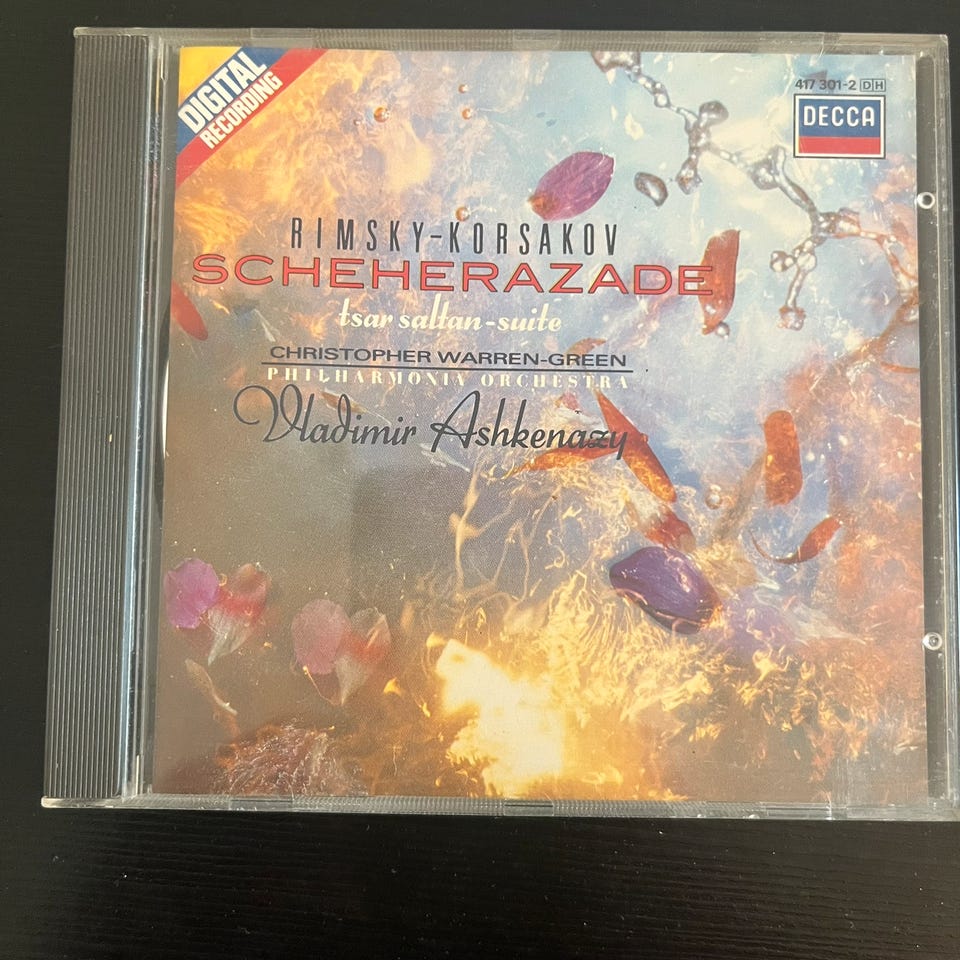 DIGITAL
RECORDING
417 301-2 DH
DECCA
RIMSKY-KORSAKOV
SCHEHERAZADE
tsar saltan-suite
CHRISTOPHER WARREN-GREEN
PHILHARMONIA ORCHESTRA
Vladimir Ashkenazy